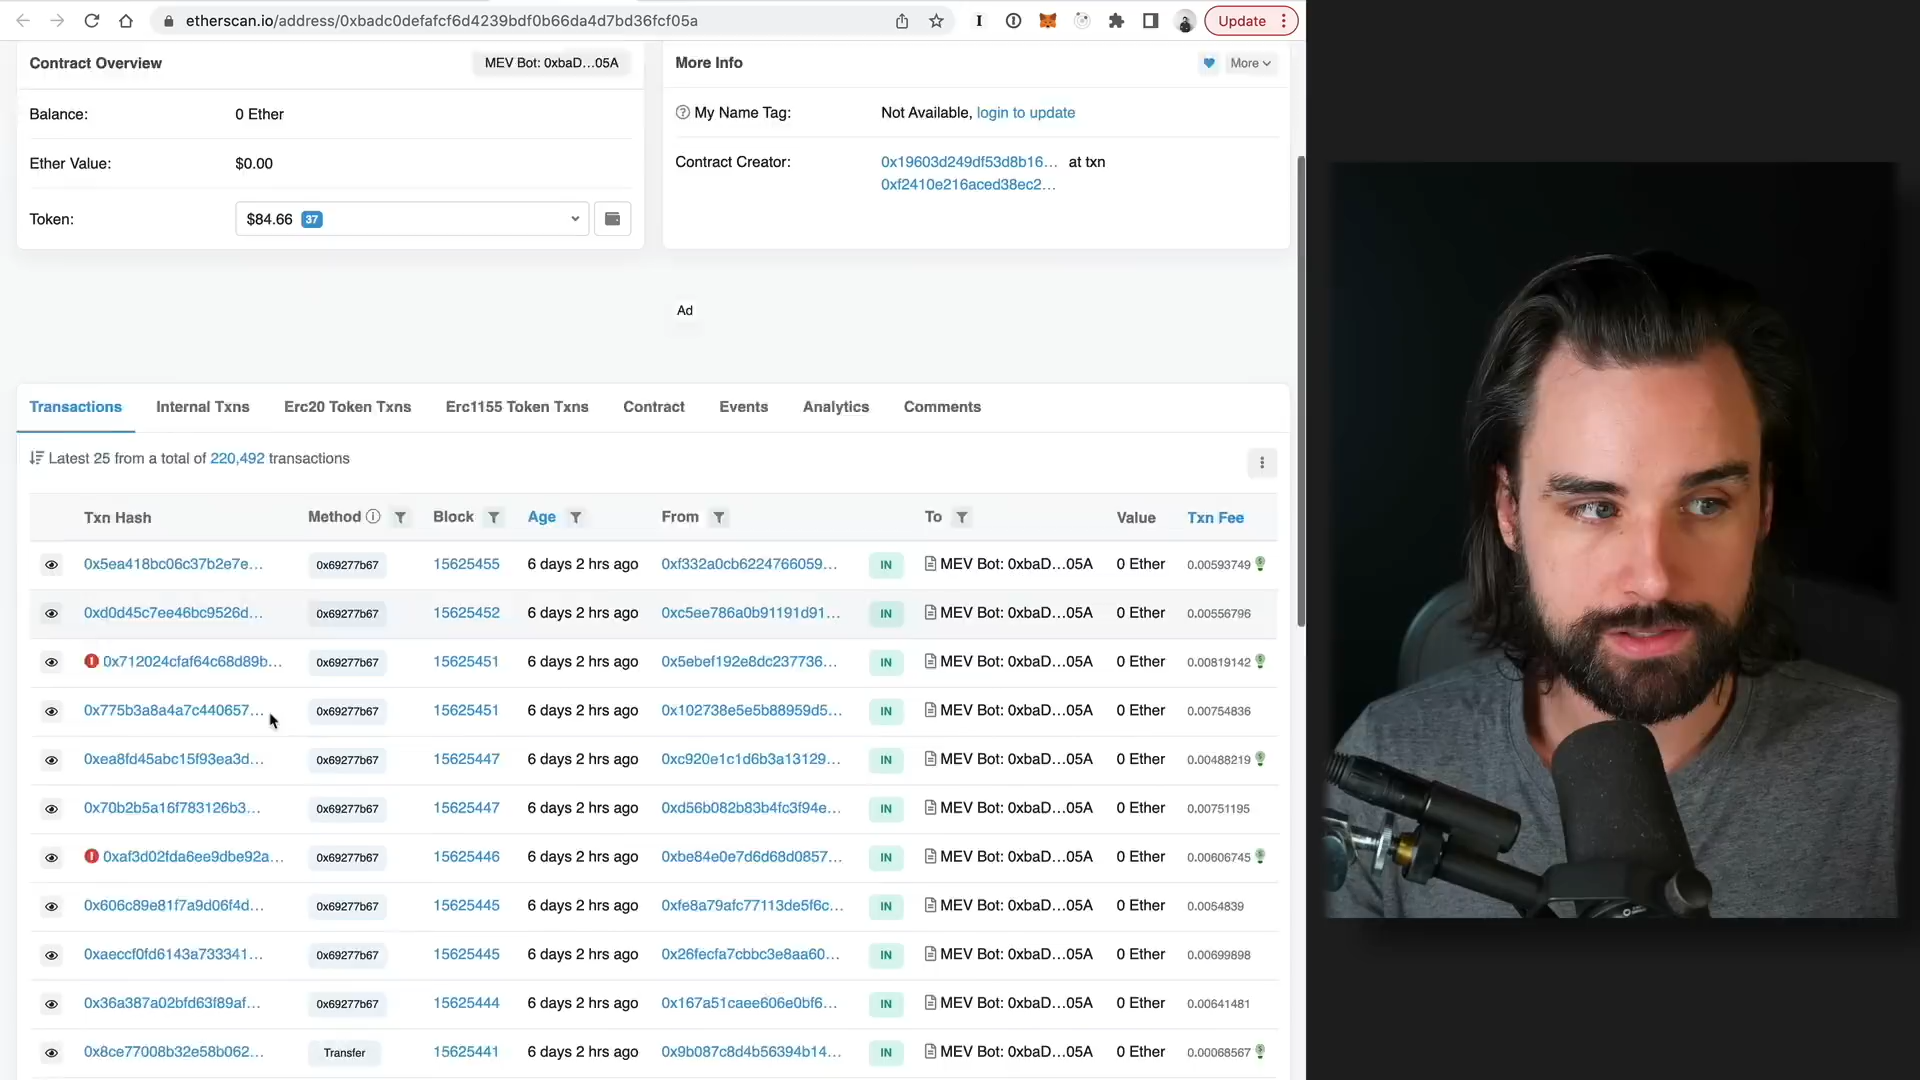 etherscan.io/address/0xbadc0defafcf6d4239bdf0b66da4d7bd36fcf05a
Update
Contract Overview
MEV Bot: 0xbaD...05A
Balance:
0 Ether
Ether Value:
$0.00
Token:
$84.66 37
More Info
More
My Name Tag:
Not Available, login to update
Contract Creator:
0x19603d249df53d8b16... at txn
0xf2410e216aced38ec2...
Ad
Transactions Internal Txns Erc20 Token Txns Erc1155 Token Txns Contract Events Analytics Comments
Latest 25 from a total of 220,492 transactions
Txn Hash Method Block Age From To Value Txn Fee
0x5ea418bc06c37b2e7e... 0x69277b67 15625455 6 days 2 hrs ago 0xf332a0cb6224766059... IN MEV Bot: 0xbaD...05A 0 Ether 0.00593749
0xd0d45c7ee46bc9526d... 0x69277b67 15625452 6 days 2 hrs ago 0xc5ee786a0b91191d91... IN MEV Bot: 0xbaD...05A 0 Ether 0.00556796
0x712024cfaf64c68d89b... 0x69277b67 15625451 6 days 2 hrs ago 0x5ebef192e8dc237736... IN MEV Bot: 0xbaD...05A 0 Ether 0.00819142
0x775b3a8a4a7c440657... 0x69277b67 15625451 6 days 2 hrs ago 0x102738e5e5b88959d5... IN MEV Bot: 0xbaD...05A 0 Ether 0.00754836
0xea8fd45abc15f93ea3d... 0x69277b67 15625447 6 days 2 hrs ago 0xc920e1c1d6b3a13129... IN MEV Bot: 0xbaD...05A 0 Ether 0.00488219
0x70b2b5a16f783126b3... 0x69277b67 15625447 6 days 2 hrs ago 0xd56b082b83b4fc3f94e... IN MEV Bot: 0xbaD...05A 0 Ether 0.00751195
0xaf3d02fda6ee9dbe92a... 0x69277b67 15625446 6 days 2 hrs ago 0xbe84e0e7d6d68d0857... IN MEV Bot: 0xbaD...05A 0 Ether 0.00606745
0x606c89e81f7a9d06f4d... 0x69277b67 15625445 6 days 2 hrs ago 0xfe8a79afc77113de5f6c... IN MEV Bot: 0xbaD...05A 0 Ether 0.0054839
0xaeccf0fd6143a733341... 0x69277b67 15625445 6 days 2 hrs ago 0x26fecfa7cbbc3e8aa60... IN MEV Bot: 0xbaD...05A 0 Ether 0.00699898
0x36a387a02bfd63f89af... 0x69277b67 15625444 6 days 2 hrs ago 0x167a51caee606e0bf6... IN MEV Bot: 0xbaD...05A 0 Ether 0.00641481
0x8ce77008b32e58b062... Transfer 15625441 6 days 2 hrs ago 0x9b087c8d4b56394b14... IN MEV Bot: 0xbaD...05A 0 Ether 0.00068567